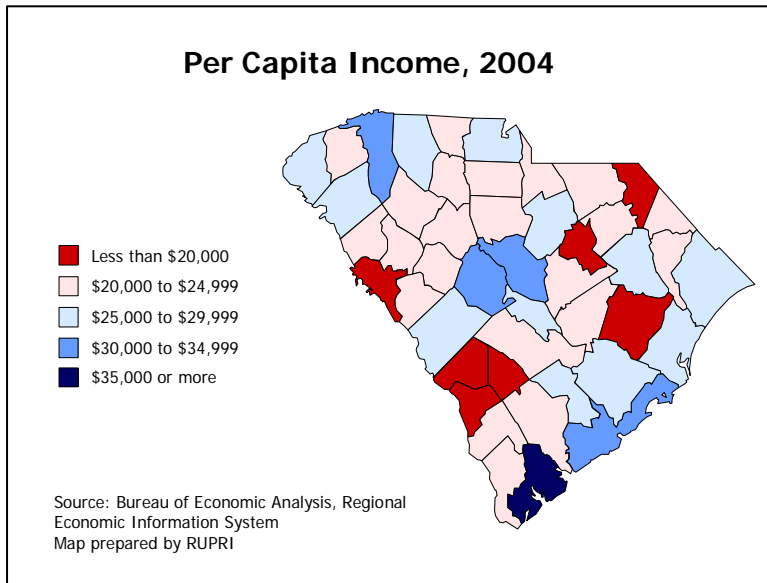 Per Capita Income, 2004
Less than $20,000
$20,000 to $24,999
$25,000 to $29,999
$30,000 to $34,999
$35,000 or more
Source: Bureau of Economic Analysis, Regional
Economic Information System
Map prepared by RUPRI